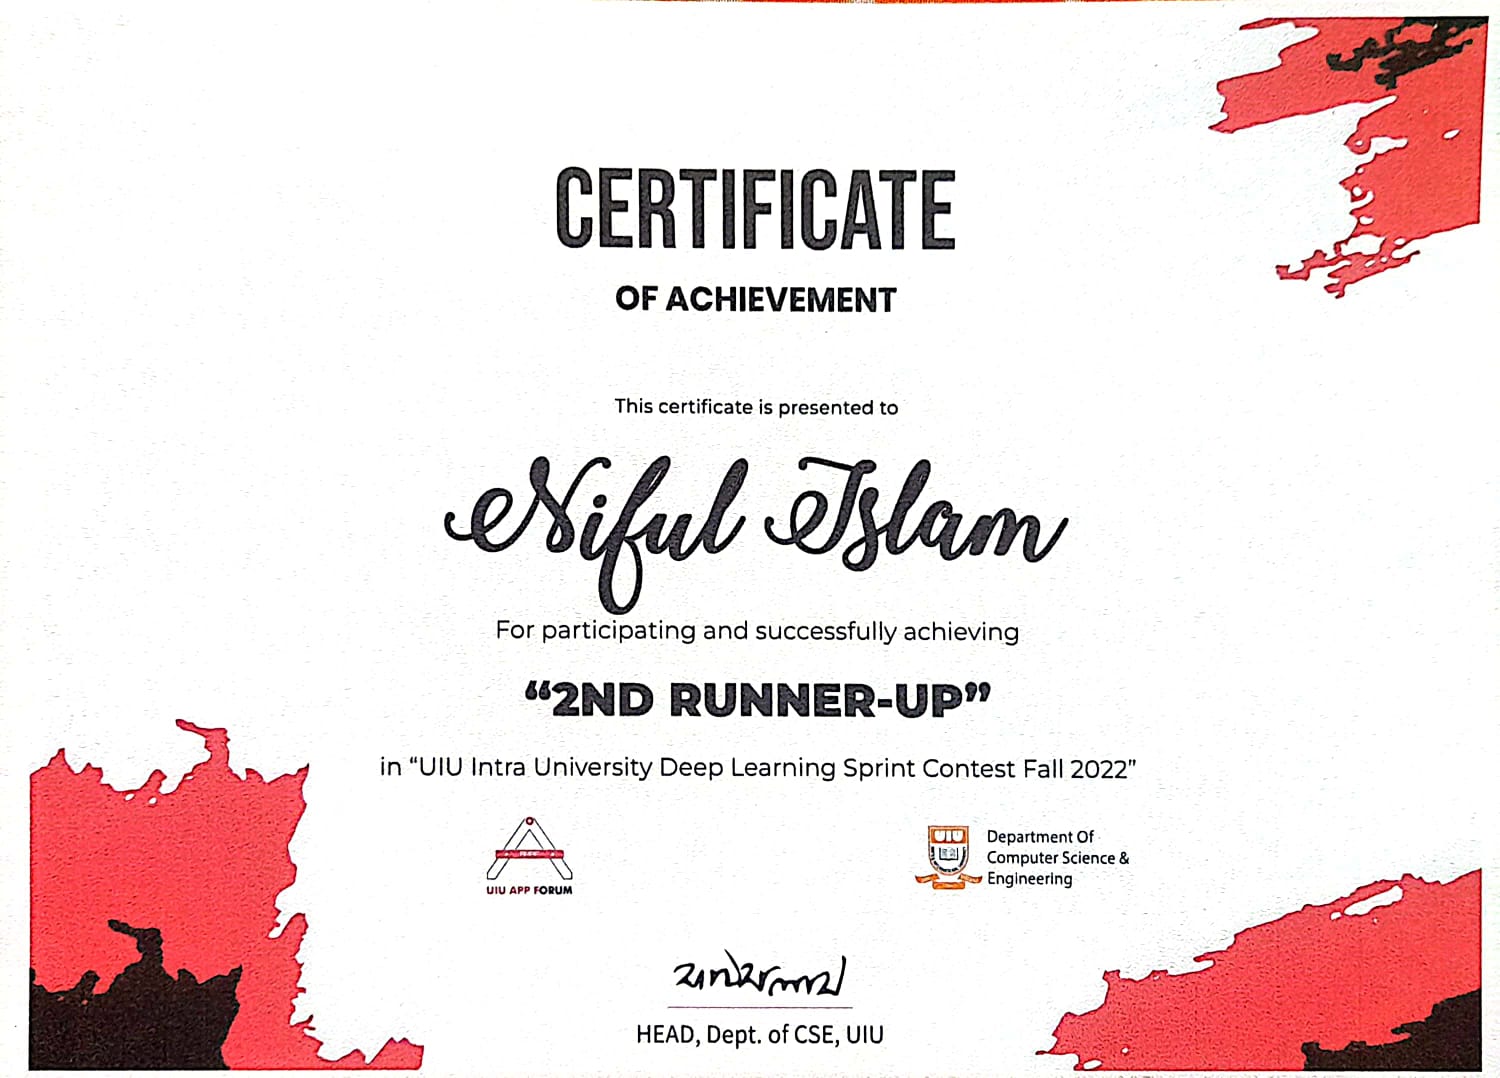 CERTIFICATE
OF ACHIEVEMENT
This certificate is presented to
Niful Islam
For participating and successfully achieving
“2ND RUNNER-UP”
in “UIU Intra University Deep Learning Sprint Contest Fall 2022”
UIU APP FORUM
UIU
Department Of
Computer Science &
Engineering
HEAD, Dept. of CSE, UIU